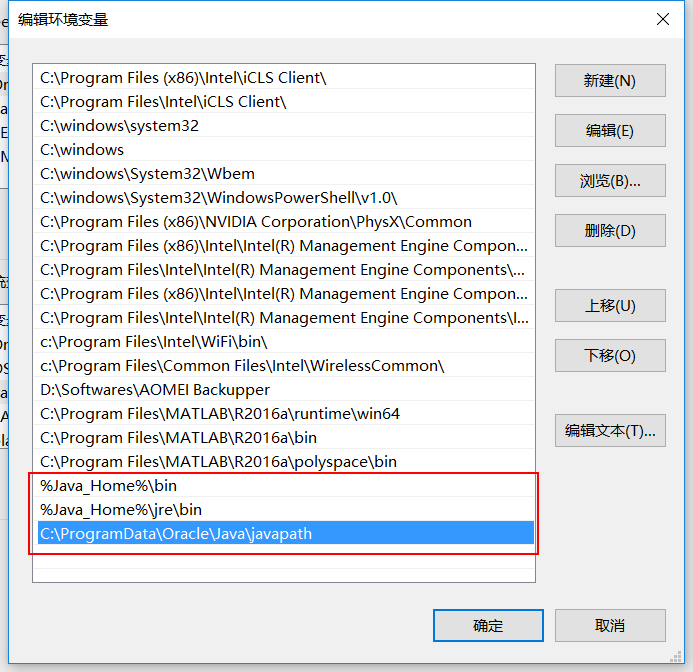 编辑环境变量
C:\Program Files (x86)\Intel\iCLS Client\
C:\Program Files\Intel\iCLS Client\
C:\windows\system32
C:\windows
C:\windows\System32\Wbem
C:\windows\System32\WindowsPowerShell\v1.0\
C:\Program Files (x86)\NVIDIA Corporation\PhysX\Common
C:\Program Files (x86)\Intel\Intel(R) Management Engine Compon...
C:\Program Files\Intel\Intel(R) Management Engine Components\...
C:\Program Files (x86)\Intel\Intel(R) Management Engine Compon...
C:\Program Files\Intel\Intel(R) Management Engine Components\I...
c:\Program Files\Intel\WiFi\bin\
c:\Program Files\Common Files\Intel\WirelessCommon\
D:\Softwares\AOMEI Backupper
C:\Program Files\MATLAB\R2016a\runtime\win64
C:\Program Files\MATLAB\R2016a\bin
C:\Program Files\MATLAB\R2016a\polyspace\bin
%Java_Home%\bin
%Java_Home%\jre\bin
C:\ProgramData\Oracle\Java\javapath
新建(N)
编辑(E)
浏览(B)...
删除(D)
上移(U)
下移(O)
编辑文本(T)...
确定
取消